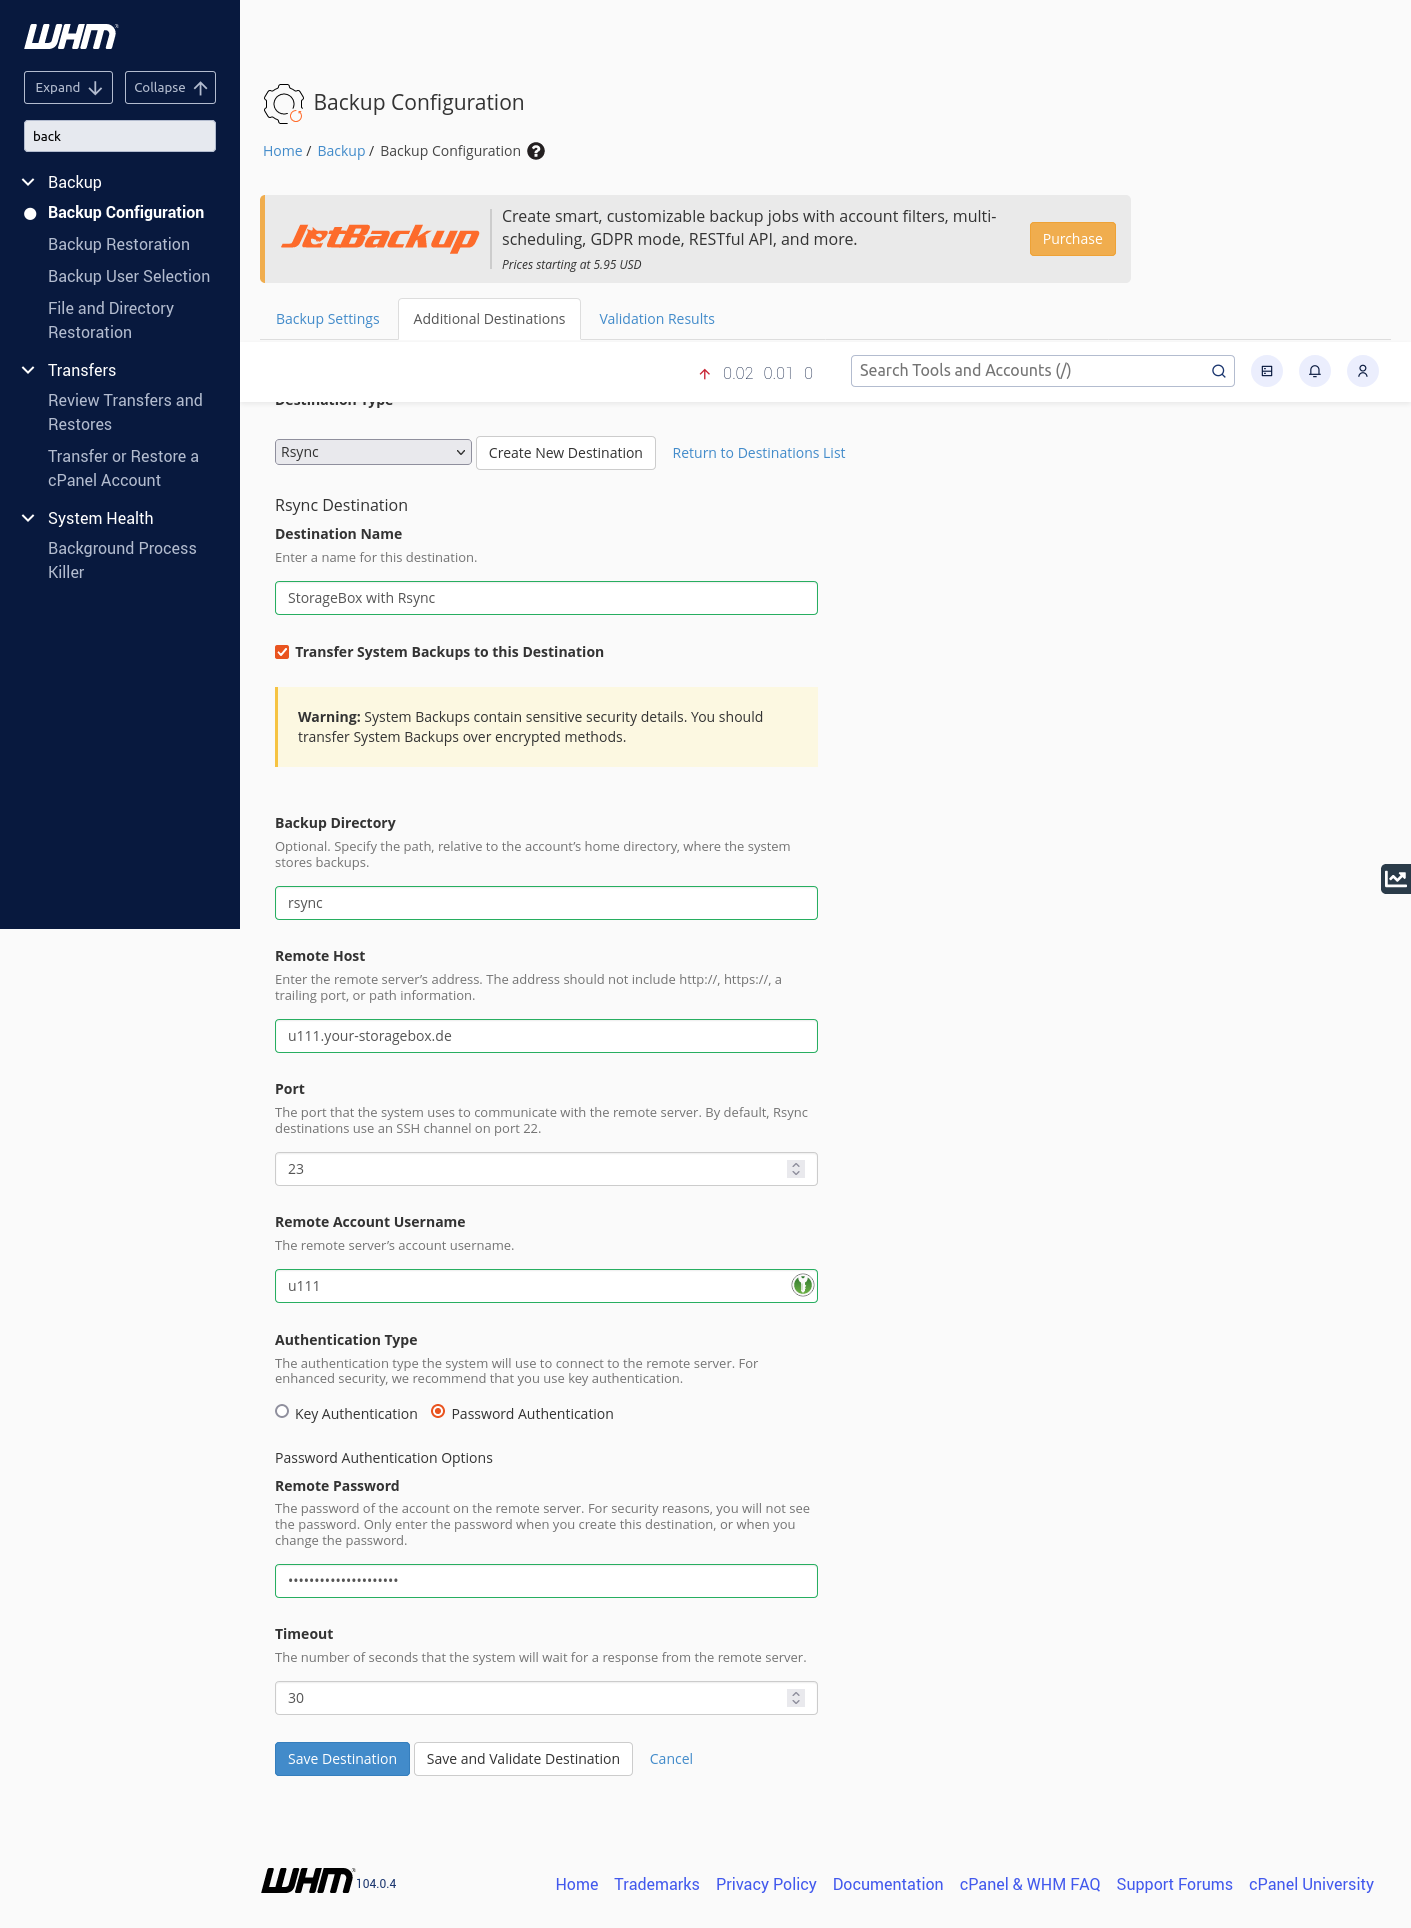 WHM
Expand
Collapse
back
Backup
Backup Configuration
Backup Restoration
Backup User Selection
File and Directory
Restoration
Transfers
Review Transfers and
Restores
Transfer or Restore a
cPanel Account
System Health
Background Process
Killer
Backup Configuration
Home / Backup / Backup Configuration ?
JetBackup
Create smart, customizable backup jobs with account filters, multi-
scheduling, GDPR mode, RESTful API, and more.
Prices starting at 5.95 USD
Purchase
Backup Settings
Additional Destinations
Validation Results
0.02 0.01 0
Search Tools and Accounts (/)
Destination Type
Rsync
Create New Destination
Return to Destinations List
Rsync Destination
Destination Name
Enter a name for this destination.
StorageBox with Rsync
Transfer System Backups to this Destination
Warning: System Backups contain sensitive security details. You should
transfer System Backups over encrypted methods.
Backup Directory
Optional. Specify the path, relative to the account’s home directory, where the system
stores backups.
rsync
Remote Host
Enter the remote server’s address. The address should not include http://, https://, a
trailing port, or path information.
u111.your-storagebox.de
Port
The port that the system uses to communicate with the remote server. By default, Rsync
destinations use an SSH channel on port 22.
23
Remote Account Username
The remote server’s account username.
u111
Authentication Type
The authentication type the system will use to connect to the remote server. For
enhanced security, we recommend that you use key authentication.
Key Authentication
Password Authentication
Password Authentication Options
Remote Password
The password of the account on the remote server. For security reasons, you will not see
the password. Only enter the password when you create this destination, or when you
change the password.
•••••••••••••••••••••
Timeout
The number of seconds that the system will wait for a response from the remote server.
30
Save Destination
Save and Validate Destination
Cancel
WHM 104.0.4
Home Trademarks Privacy Policy Documentation cPanel & WHM FAQ Support Forums cPanel University